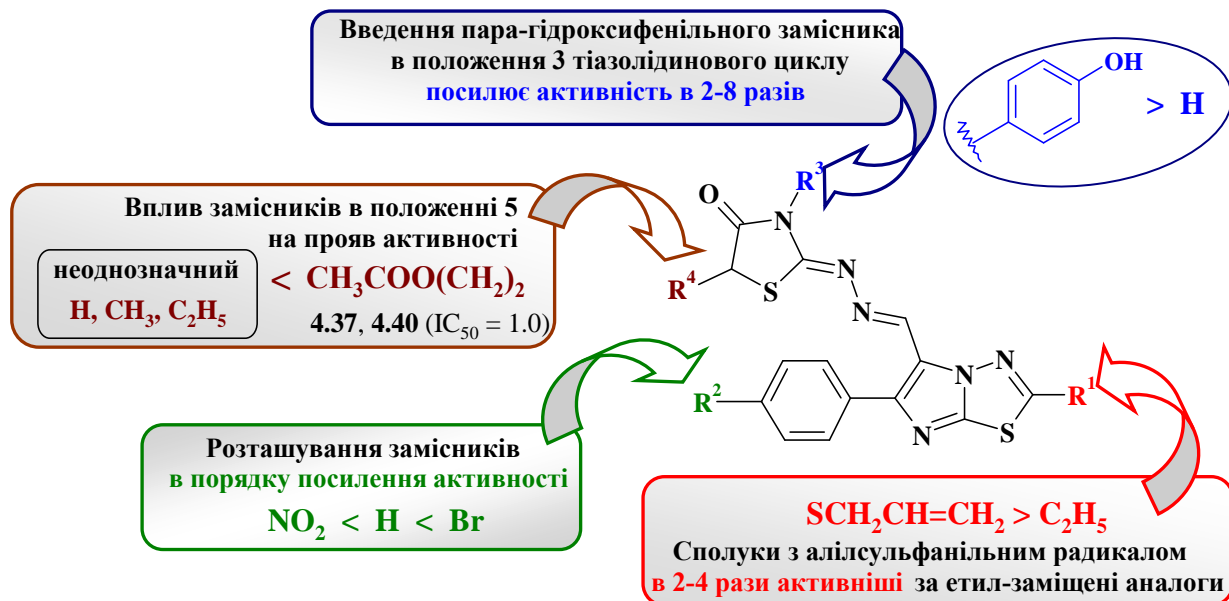 Введення пара-гідроксифенільного замісника
в положення 3 тіазолідинового циклу
посилює активність в 2-8 разів
OH
> H
Вплив замісників в положенні 5
на прояв активності
неоднозначний
H, CH₃, C₂H₅
< CH₃COO(CH₂)₂
4.37, 4.40 (IC₅₀ = 1.0)
R³
O
N
R⁴
S
N
N
R²
N
N
R¹
N
S
Розташування замісників
в порядку посилення активності
NO₂ < H < Br
SCH₂CH=CH₂ > C₂H₅
Сполуки з алілсульфанільним радикалом
в 2-4 рази активніші за етил-заміщені аналоги